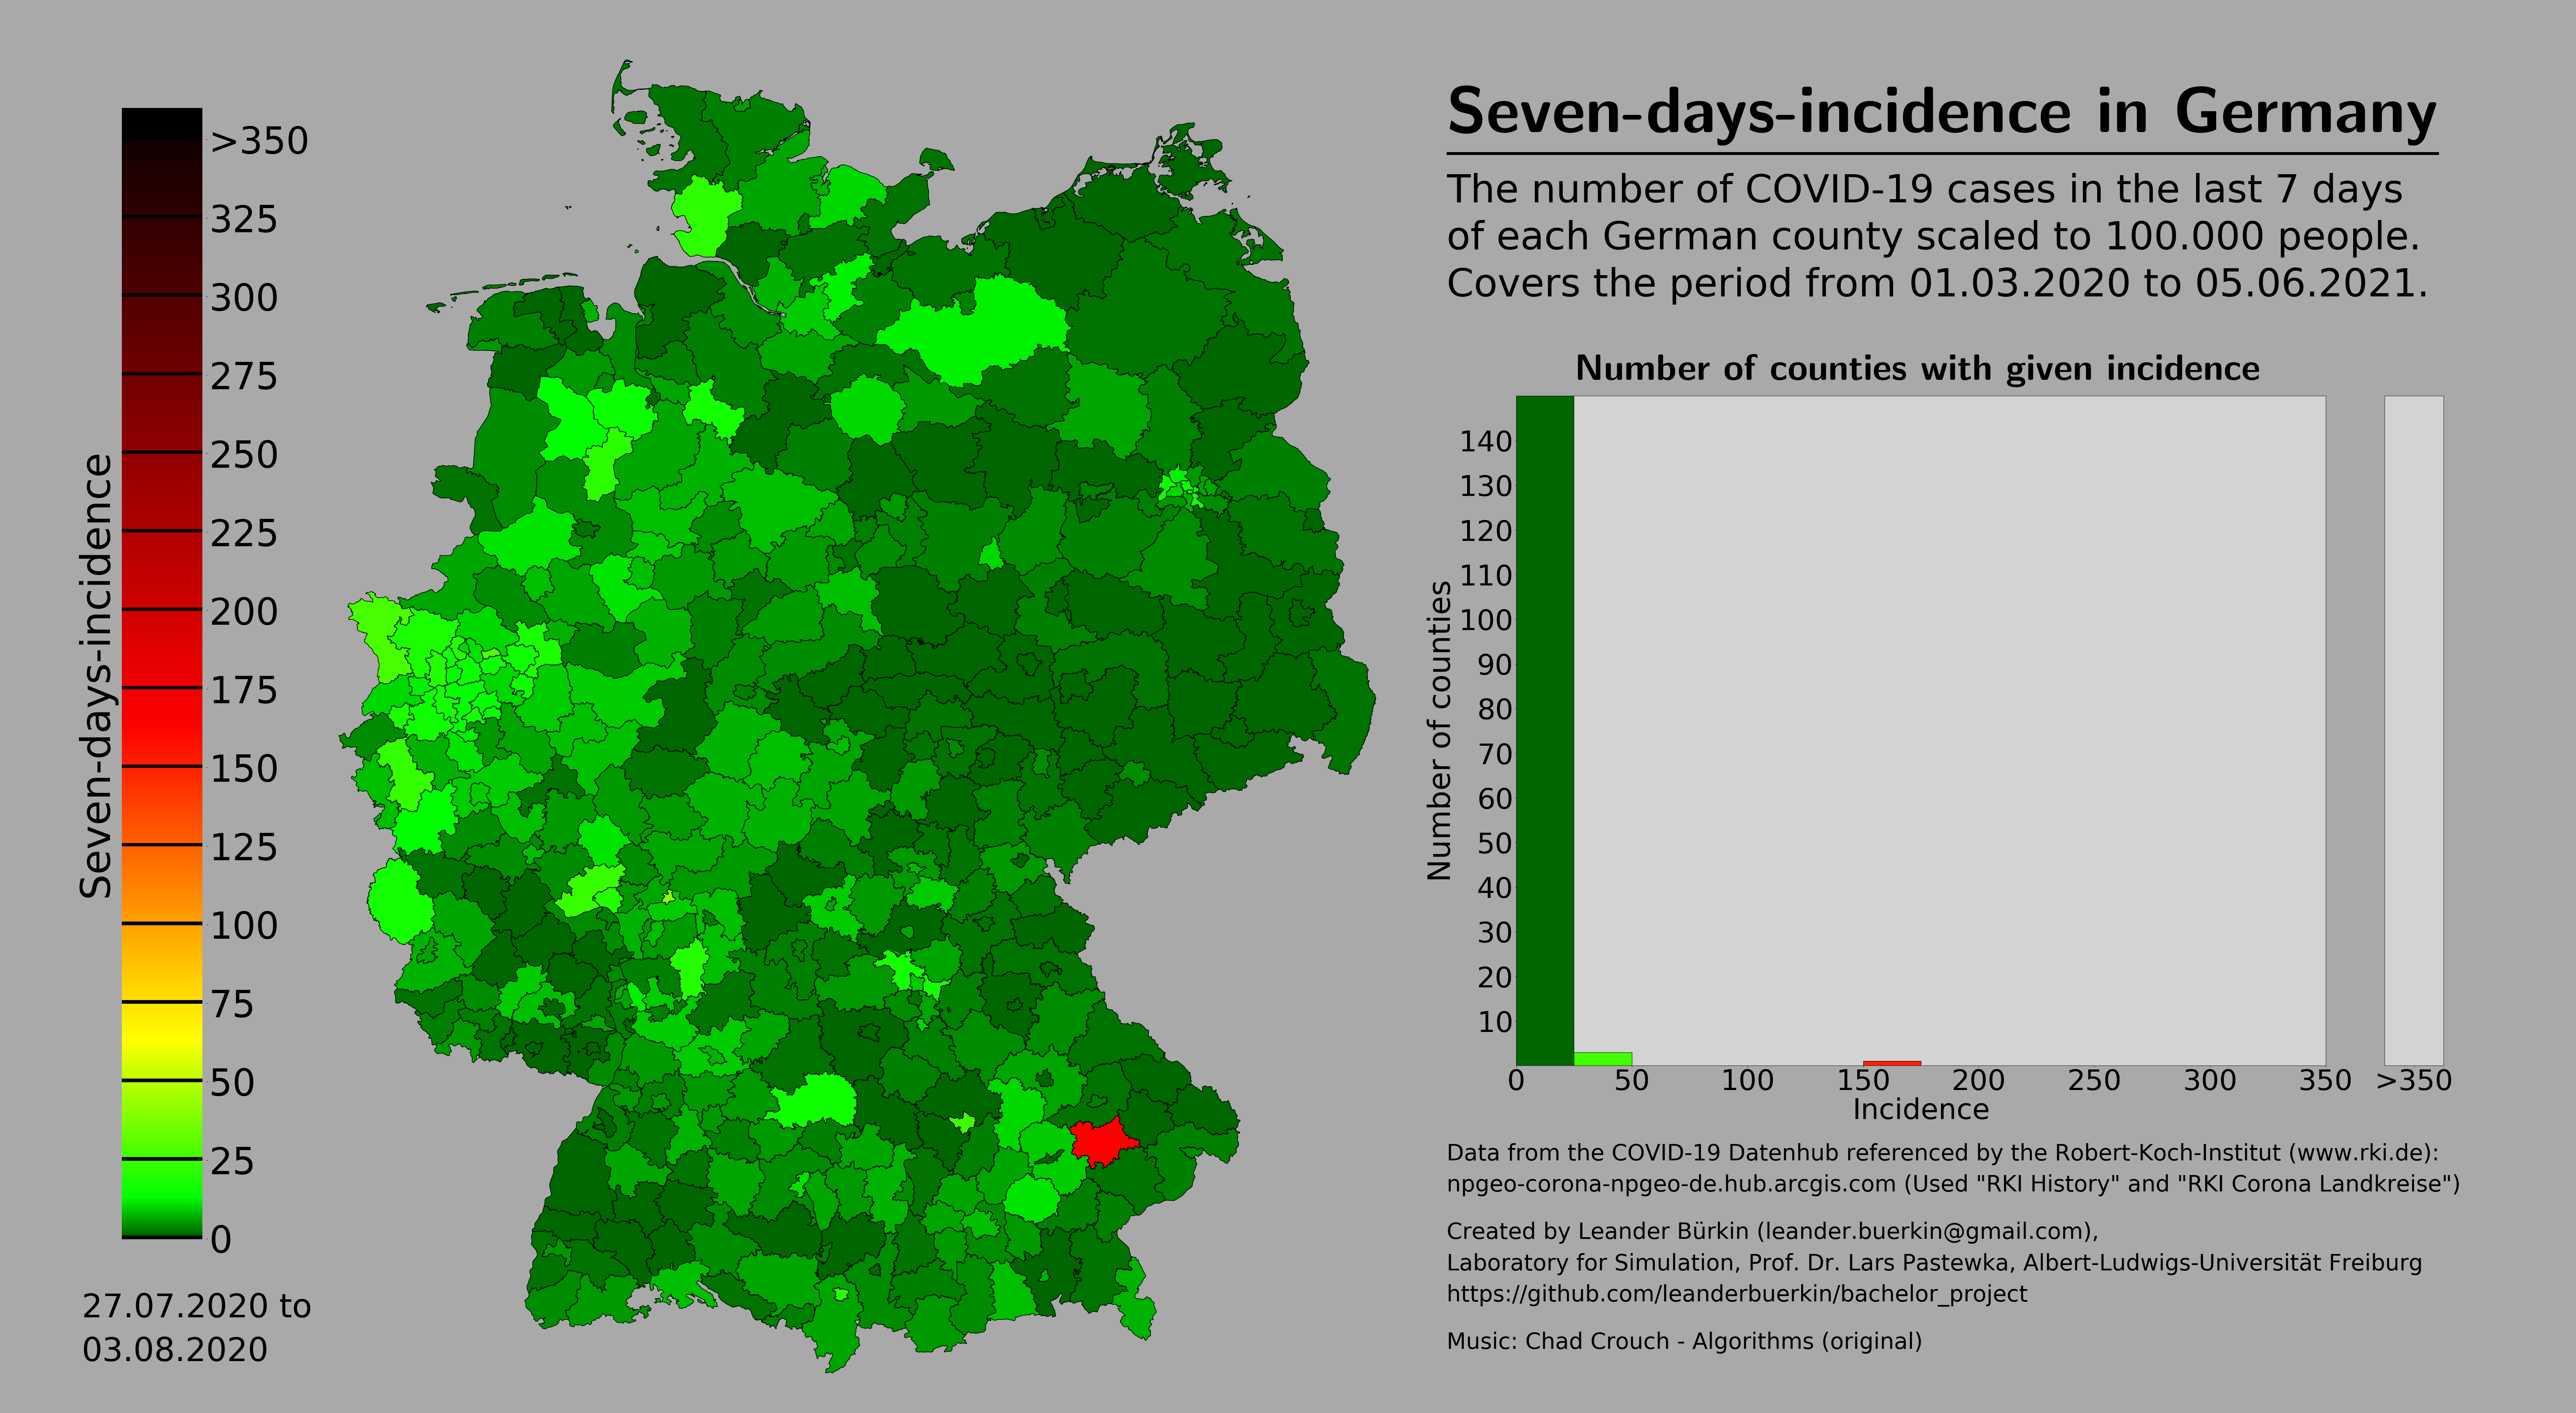 Seven-days-incidence in Germany
The number of COVID-19 cases in the last 7 days
of each German county scaled to 100.000 people.
Covers the period from 01.03.2020 to 05.06.2021.
Seven-days-incidence
>350
325
300
275
250
225
200
175
150
125
100
75
50
25
0
27.07.2020 to
03.08.2020
Number of counties with given incidence
Number of counties
140
130
120
110
100
90
80
70
60
50
40
30
20
10
0 50 100 150 200 250 300 350 >350
Incidence
Data from the COVID-19 Datenhub referenced by the Robert-Koch-Institut (www.rki.de):
npgeo-corona-npgeo-de.hub.arcgis.com (Used "RKI History" and "RKI Corona Landkreise")
Created by Leander Bürkin (leander.buerkin@gmail.com),
Laboratory for Simulation, Prof. Dr. Lars Pastewka, Albert-Ludwigs-Universität Freiburg
https://github.com/leanderbuerkin/bachelor_project
Music: Chad Crouch - Algorithms (original)